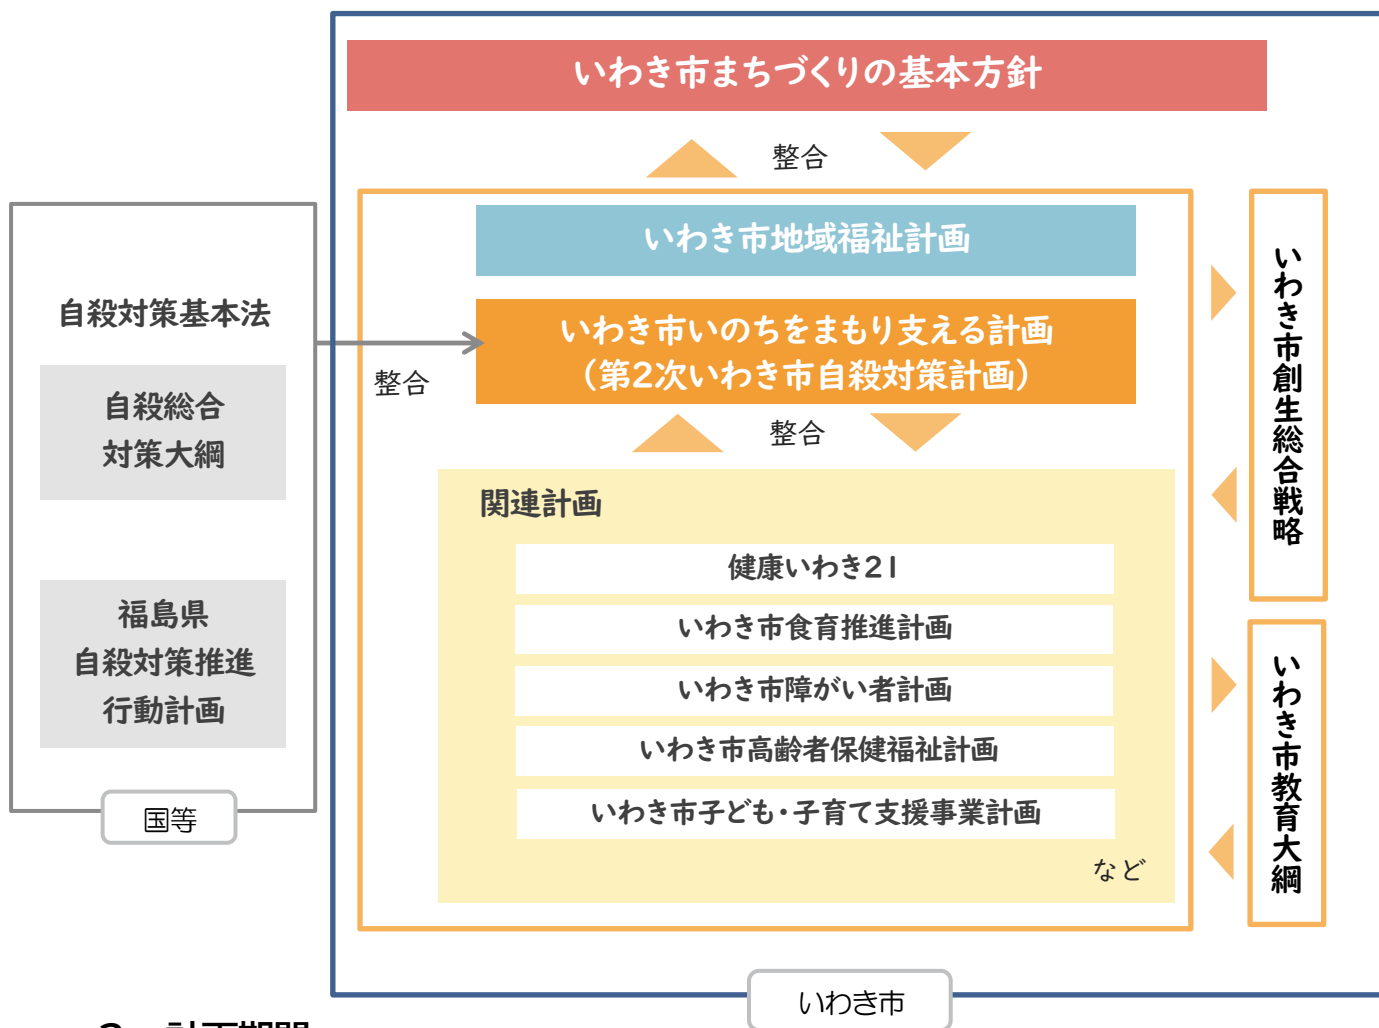 いわき市まちづくりの基本方針
整合
いわき市地域福祉計画
いわき市いのちをまもり支える計画
（第2次いわき市自殺対策計画）
整合
自殺対策基本法
自殺総合
対策大綱
福島県
自殺対策推進
行動計画
国等
整合
関連計画
健康いわき21
いわき市食育推進計画
いわき市障がい者計画
いわき市高齢者保健福祉計画
いわき市子ども・子育て支援事業計画
など
いわき市創生総合戦略
いわき市教育大綱
いわき市